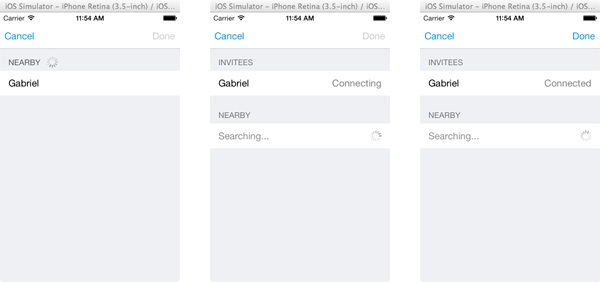 iOS Simulator – iPhone Retina (3.5-inch) / iOS...
Carrier 11:54 AM
Cancel Done
NEARBY
Gabriel
iOS Simulator – iPhone Retina (3.5-inch) / iOS...
Carrier 11:54 AM
Cancel Done
INVITEES
Gabriel Connecting
NEARBY
Searching...
iOS Simulator – iPhone Retina (3.5-inch) / iOS...
Carrier 11:54 AM
Cancel Done
INVITEES
Gabriel Connected
NEARBY
Searching...